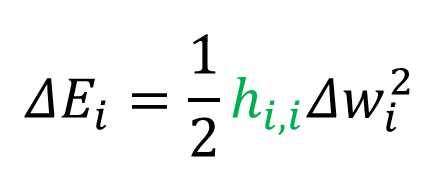 ΔE_i = 1/2 h_{i,i} Δw_i^2